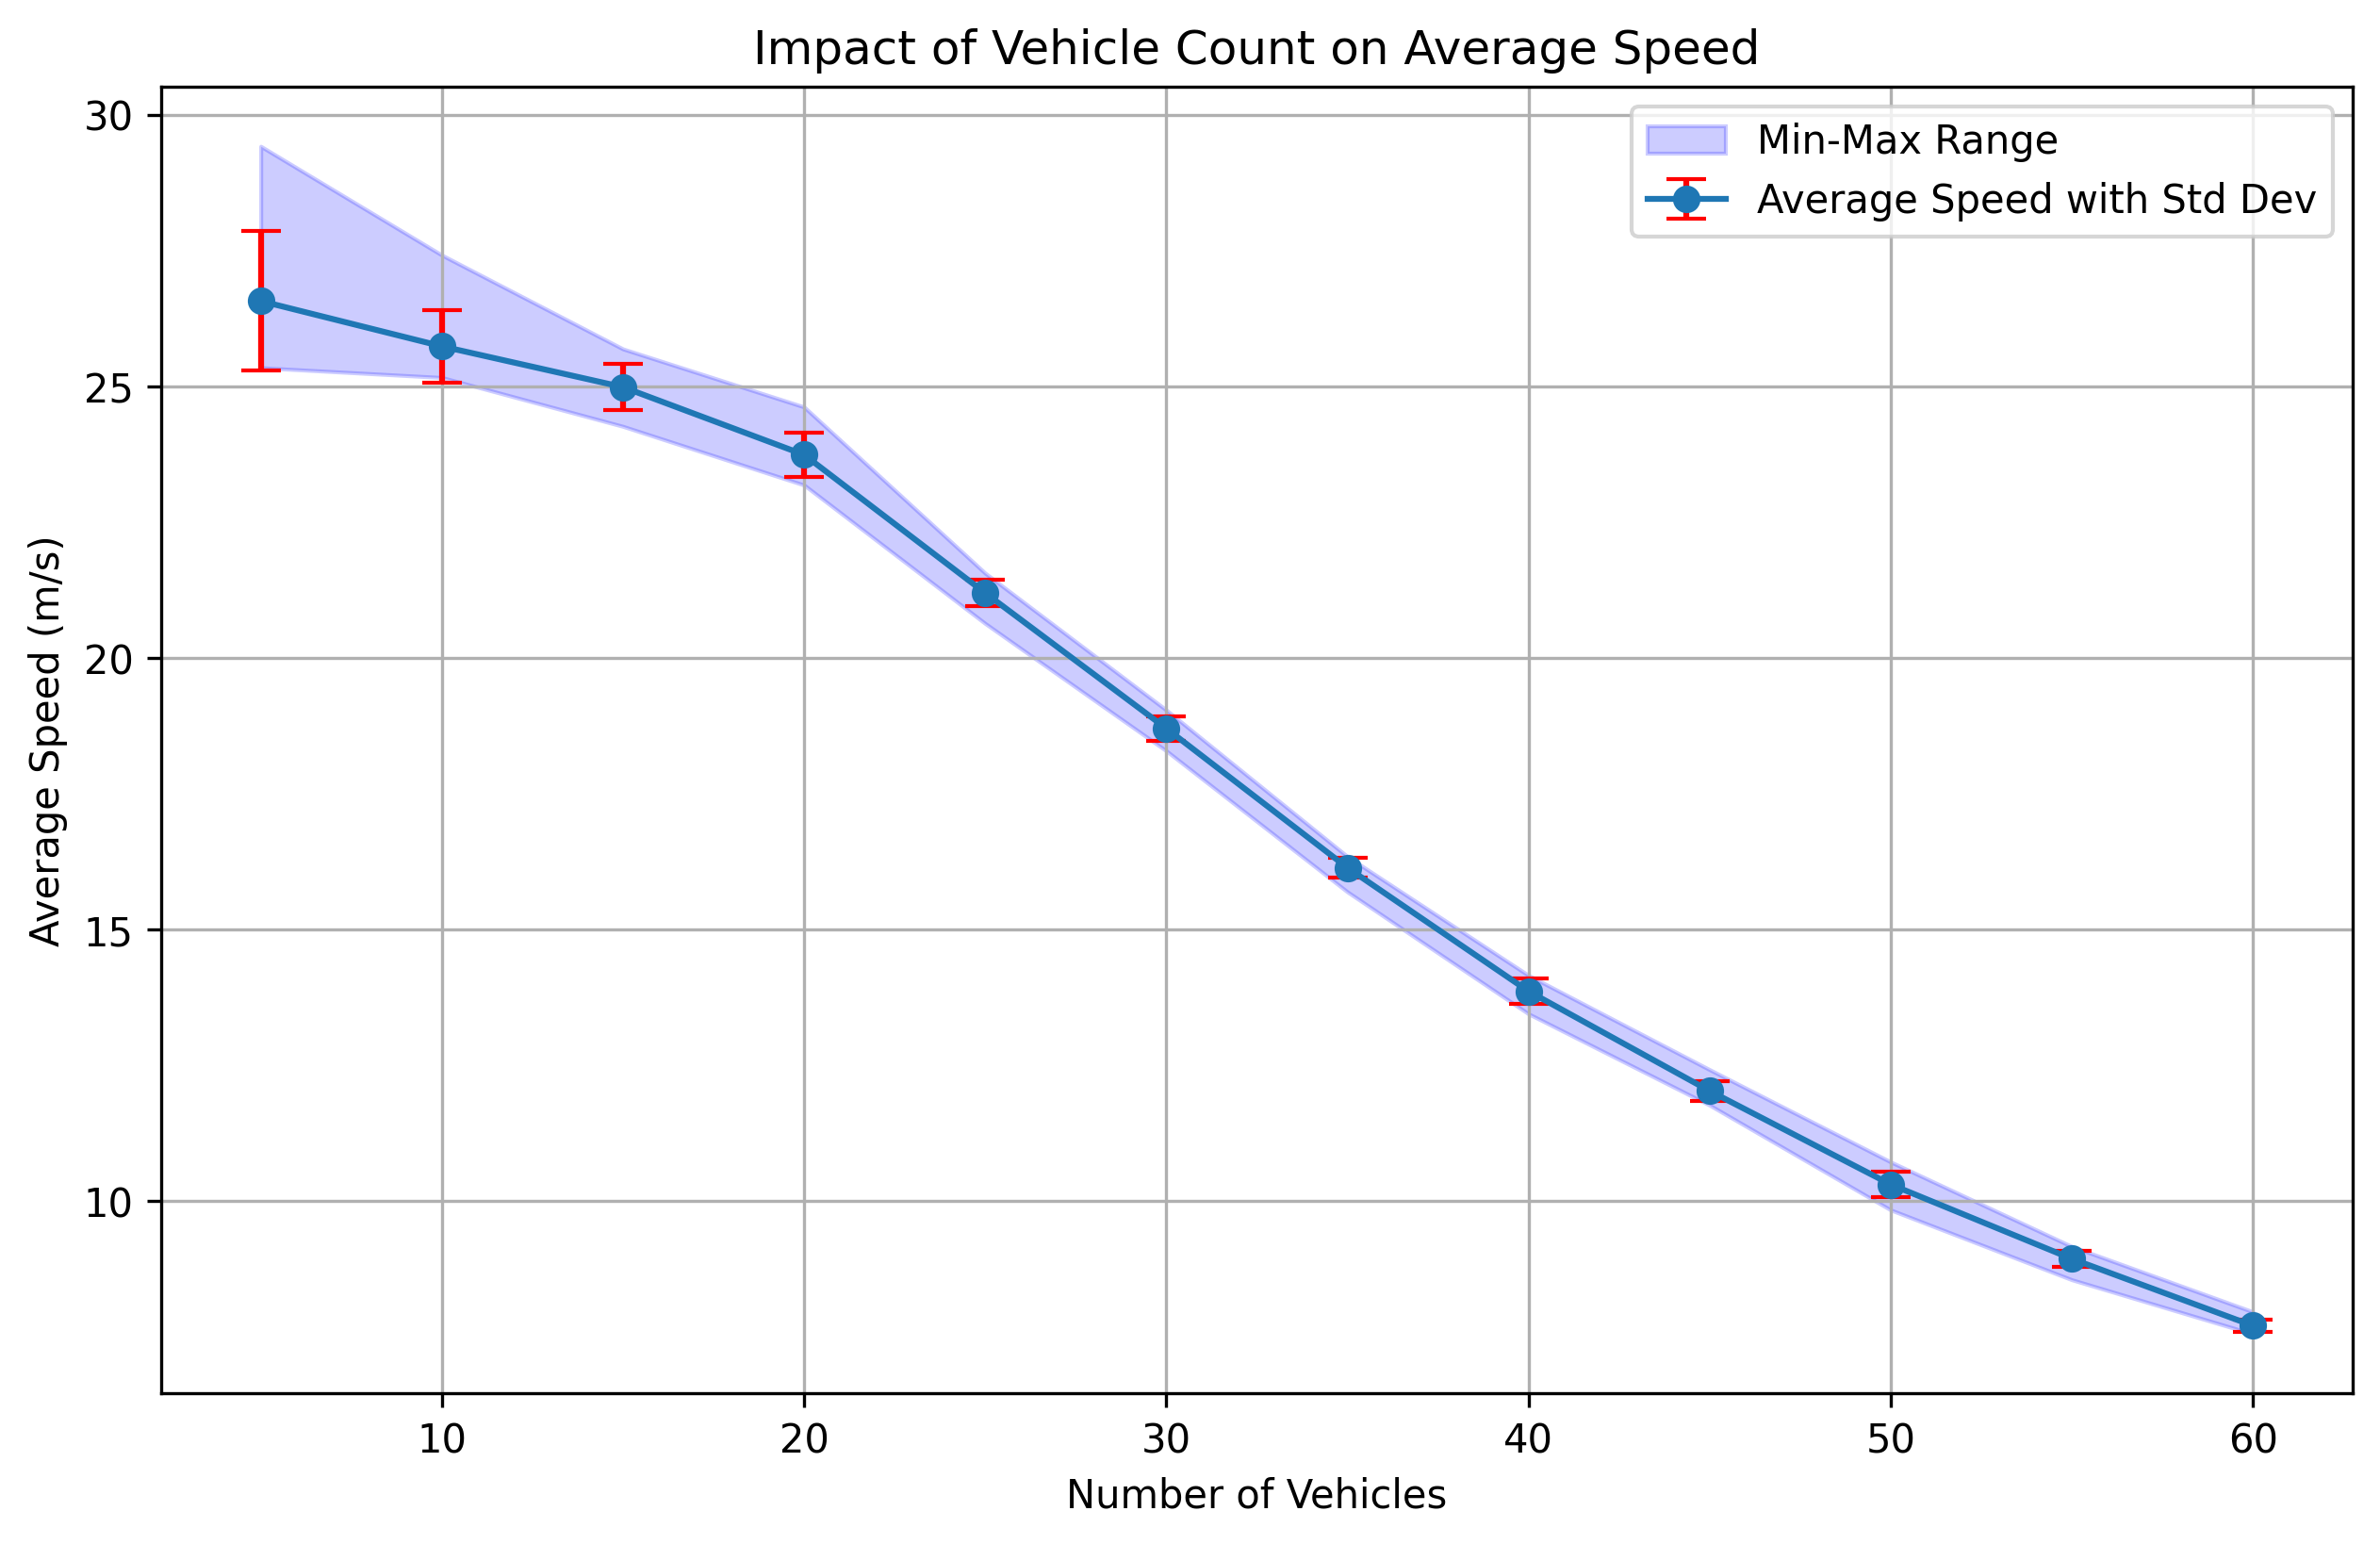 Impact of Vehicle Count on Average Speed
Min-Max Range
Average Speed with Std Dev
Average Speed (m/s)
30
25
20
15
10
10 20 30 40 50 60
Number of Vehicles